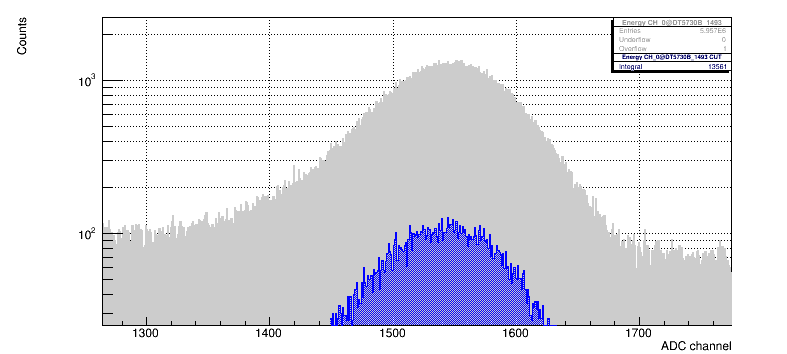 Counts
Energy CH_0@DT5730B_1493
Entries 5.957E6
Underflow 0
Overflow 1
Energy CH_0@DT5730B_1493 CUT
Integral 13561
10³
10²
1300 1400 1500 1600 1700
ADC channel